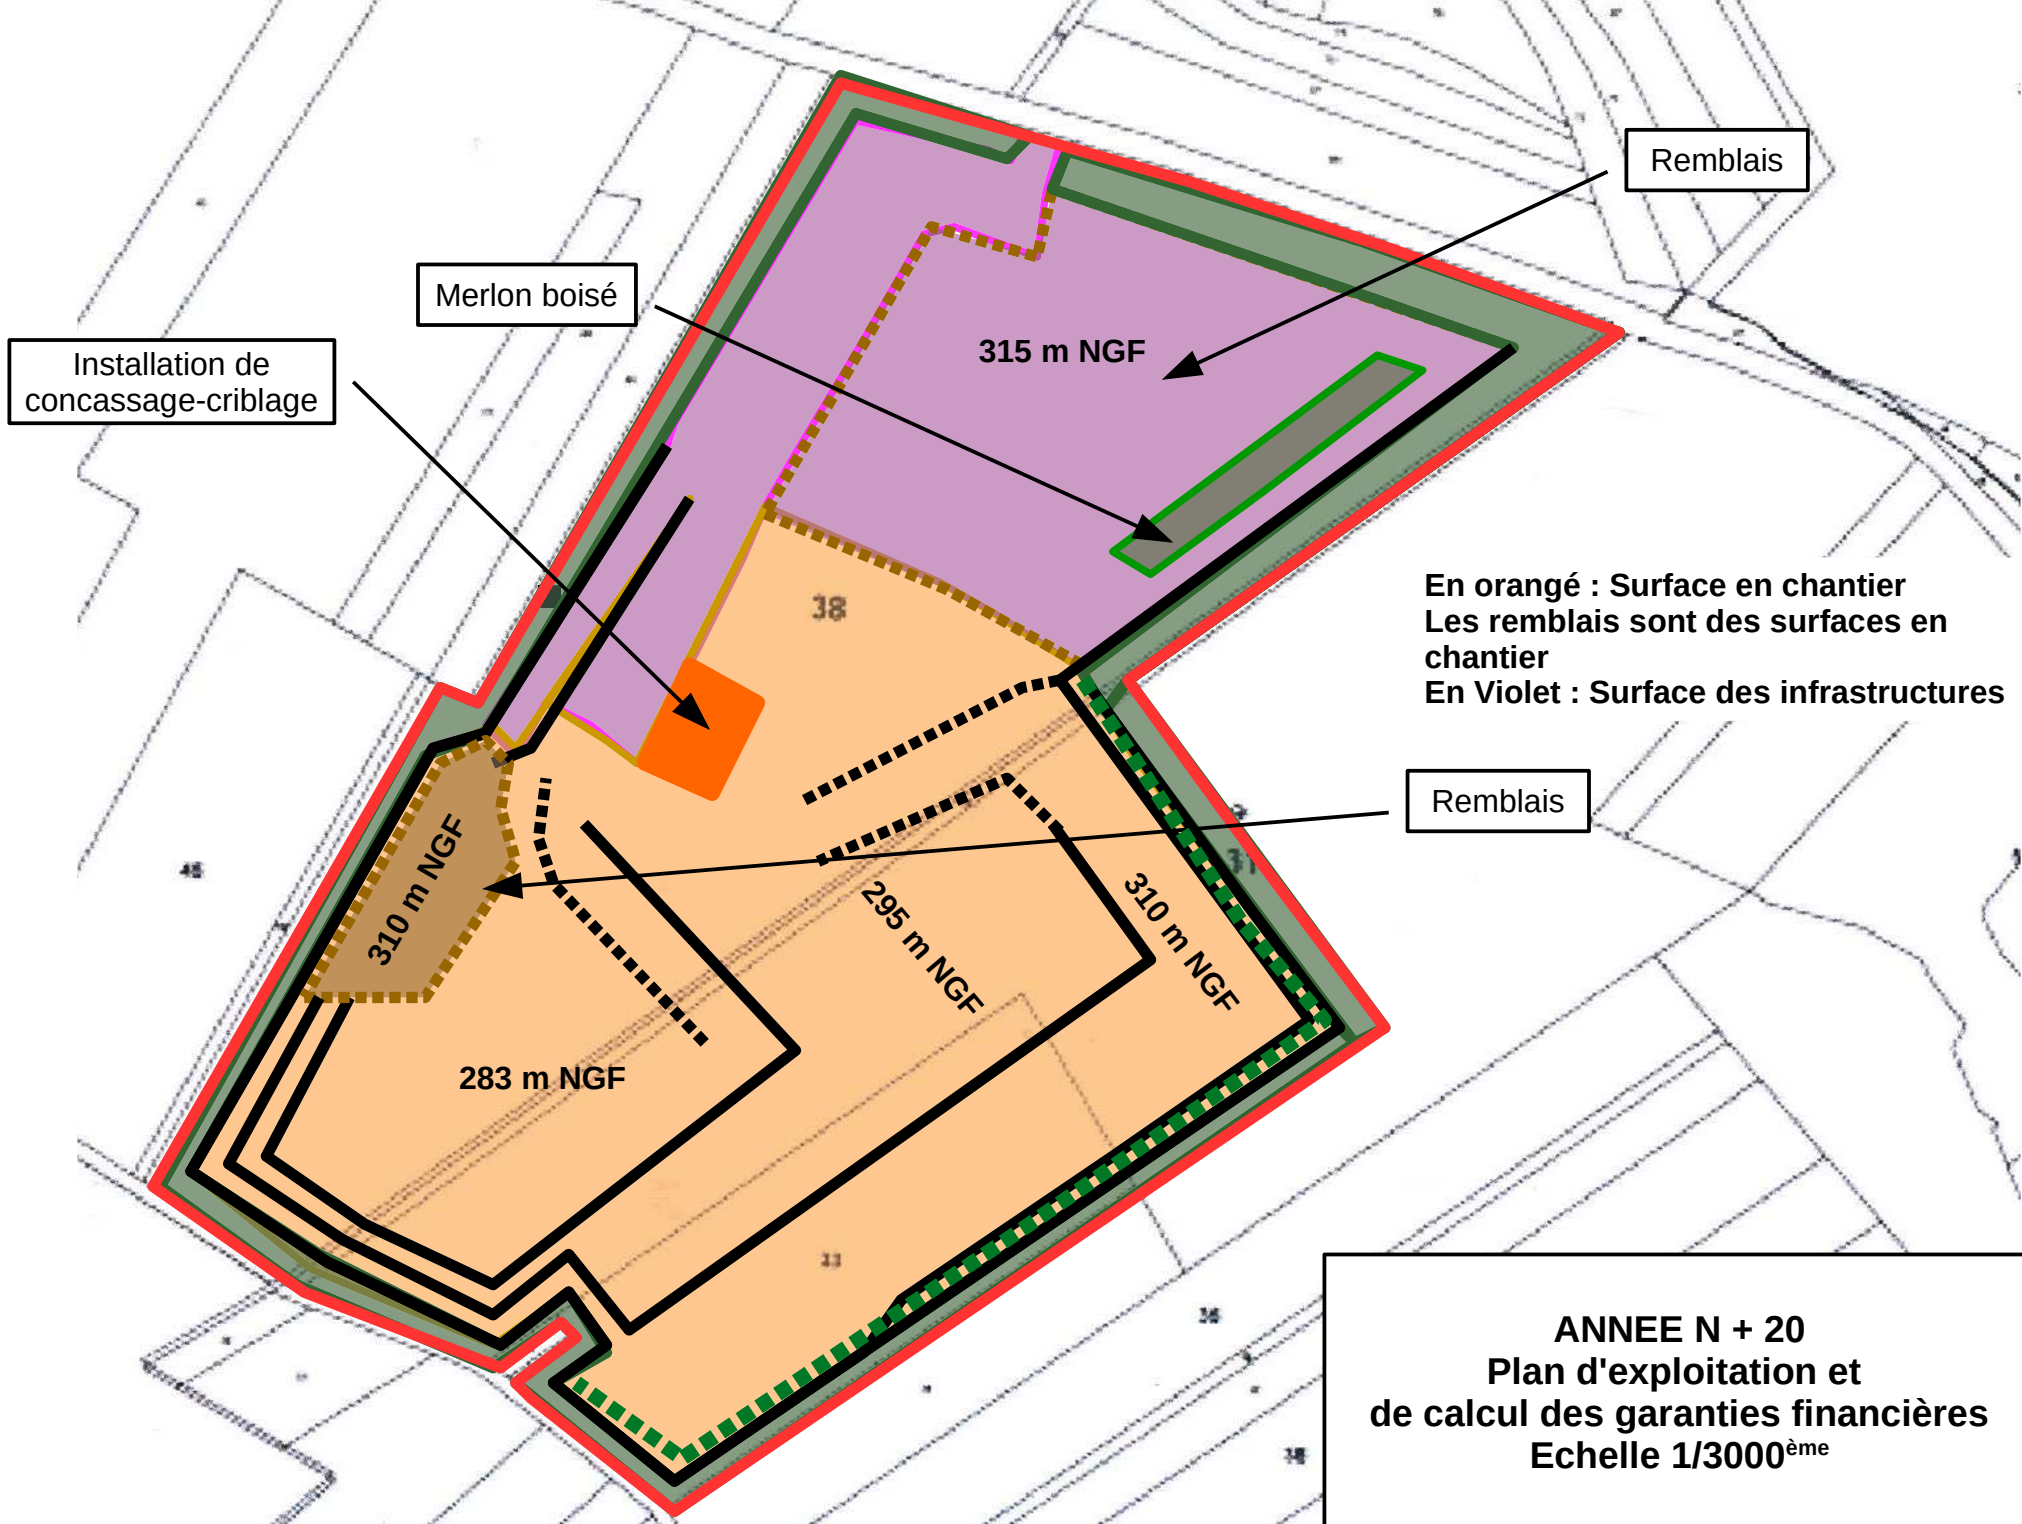 Remblais
Merlon boisé
315 m NGF
Installation de
concassage-criblage
38
En orangé : Surface en chantier
Les remblais sont des surfaces en
chantier
En Violet : Surface des infrastructures
Remblais
310 m NGF
295 m NGF
310 m NGF
283 m NGF
ANNEE N + 20
Plan d'exploitation et
de calcul des garanties financières
Echelle 1/3000ème